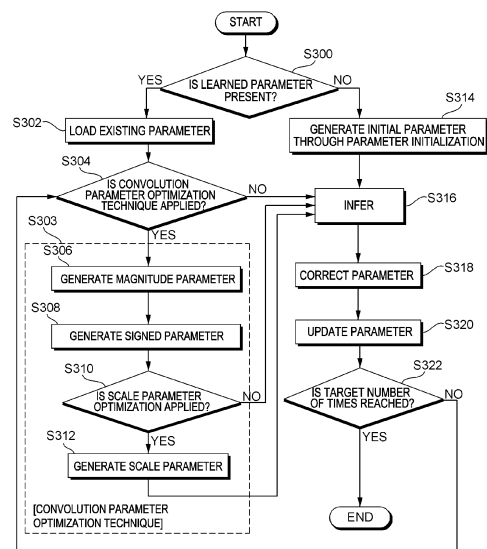 START
S300
YES
IS LEARNED PARAMETER
PRESENT?
NO
S302
LOAD EXISTING PARAMETER
S314
GENERATE INITIAL PARAMETER
THROUGH PARAMETER INITIALIZATION
S304
IS CONVOLUTION
PARAMETER OPTIMIZATION
TECHNIQUE APPLIED?
NO
INFER
S316
S303
YES
S306
GENERATE MAGNITUDE PARAMETER
CORRECT PARAMETER
S318
S308
GENERATE SIGNED PARAMETER
UPDATE PARAMETER
S320
S310
IS SCALE PARAMETER
OPTIMIZATION APPLIED?
NO
S322
IS TARGET NUMBER
OF TIMES REACHED?
NO
S312
YES
YES
GENERATE SCALE PARAMETER
[CONVOLUTION PARAMETER
OPTIMIZATION TECHNIQUE]
END